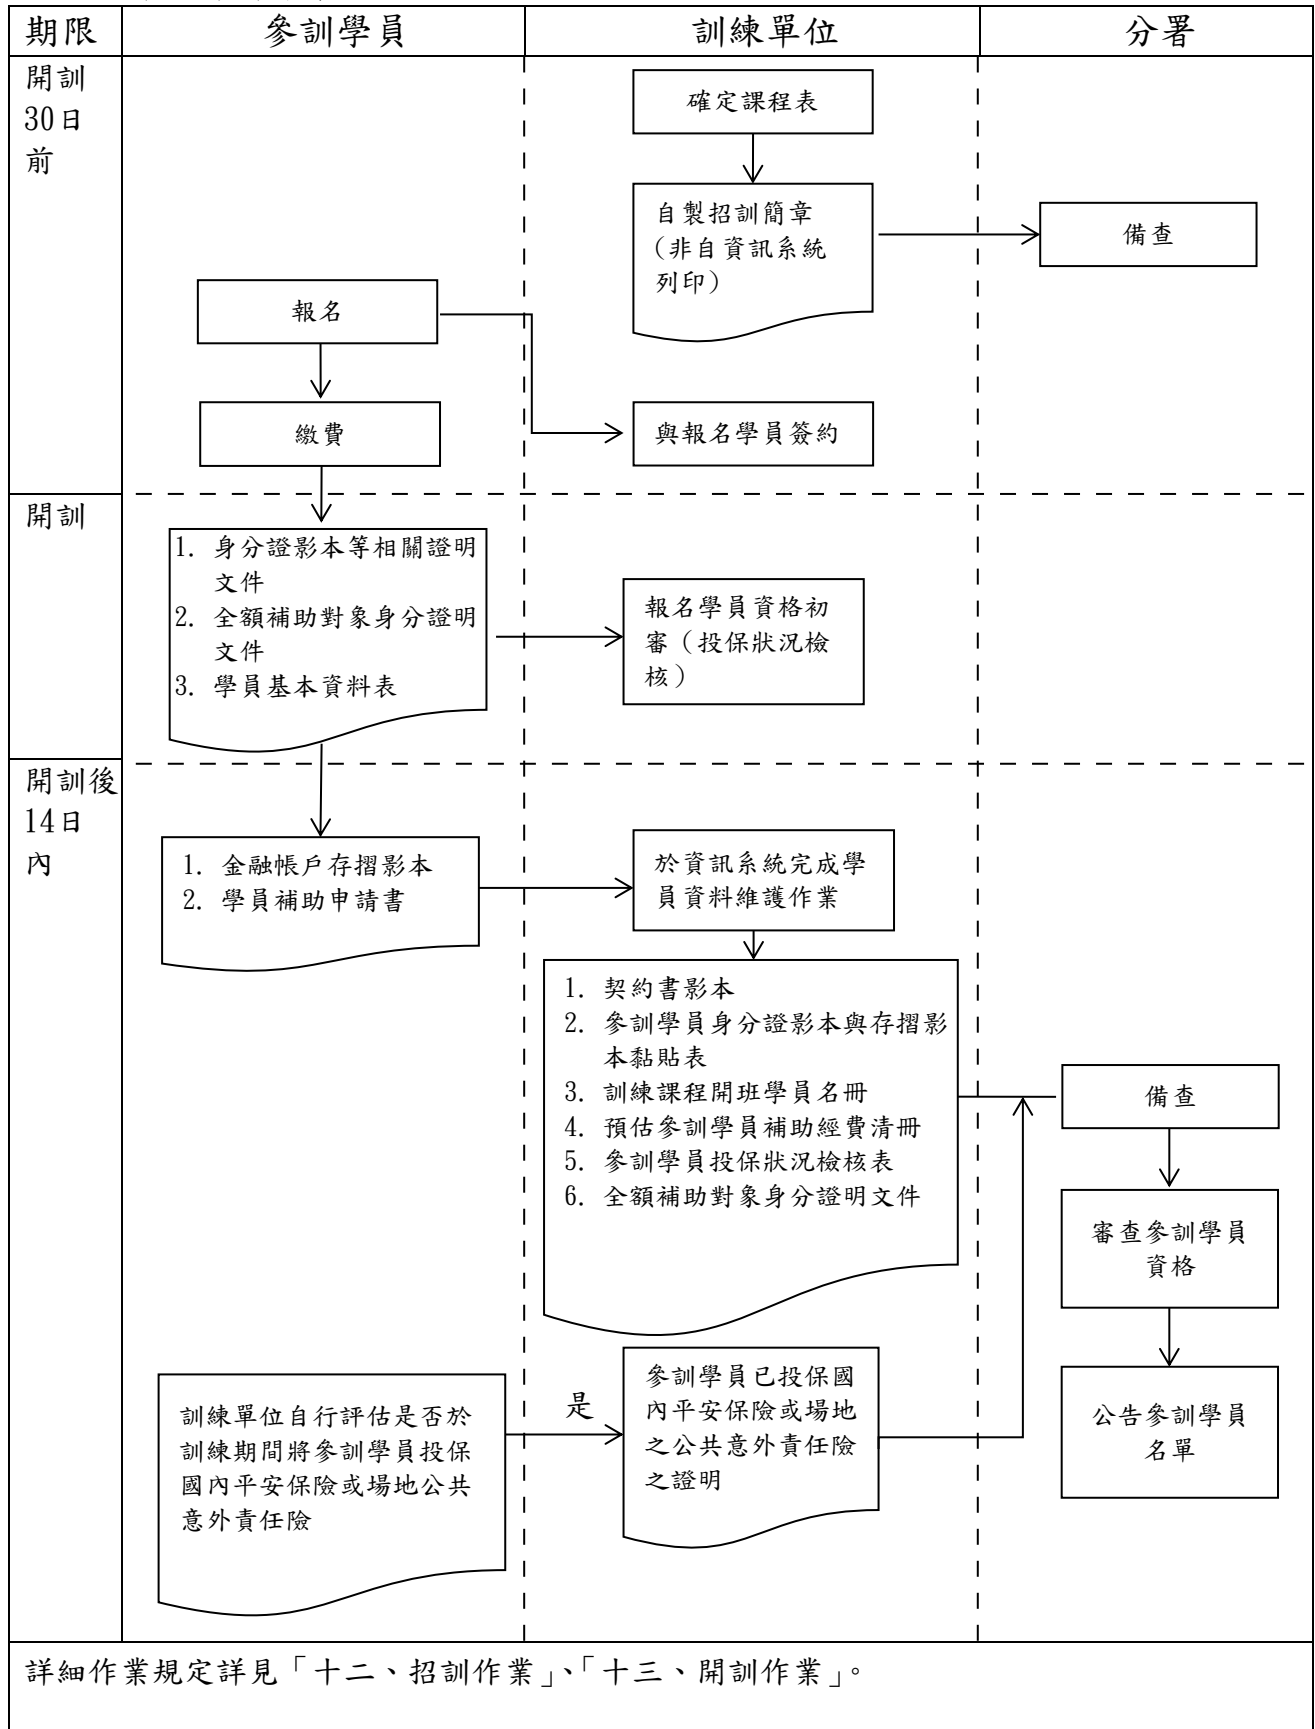 期限
參訓學員
訓練單位
分署
開訓
30日
前
確定課程表
自製招訓簡章
(非自資訊系統
列印)
備查
報名
繳費
與報名學員簽約
開訓
1. 身分證影本等相關證明
文件
2. 全額補助對象身分證明
文件
3. 學員基本資料表
報名學員資格初
審(投保狀況檢
核)
開訓後
14日
內
1. 金融帳戶存摺影本
2. 學員補助申請書
於資訊系統完成學
員資料維護作業
1. 契約書影本
2. 參訓學員身分證影本與存摺影
本黏貼表
3. 訓練課程開班學員名冊
4. 預估參訓學員補助經費清冊
5. 參訓學員投保狀況檢核表
6. 全額補助對象身分證明文件
備查
審查參訓學員
資格
公告參訓學員
名單
訓練單位自行評估是否於
訓練期間將參訓學員投保
國內平安保險或場地公共
意外責任險
是
參訓學員已投保國
內平安保險或場地
之公共意外責任險
之證明
詳細作業規定詳見「十二、招訓作業」、「十三、開訓作業」。